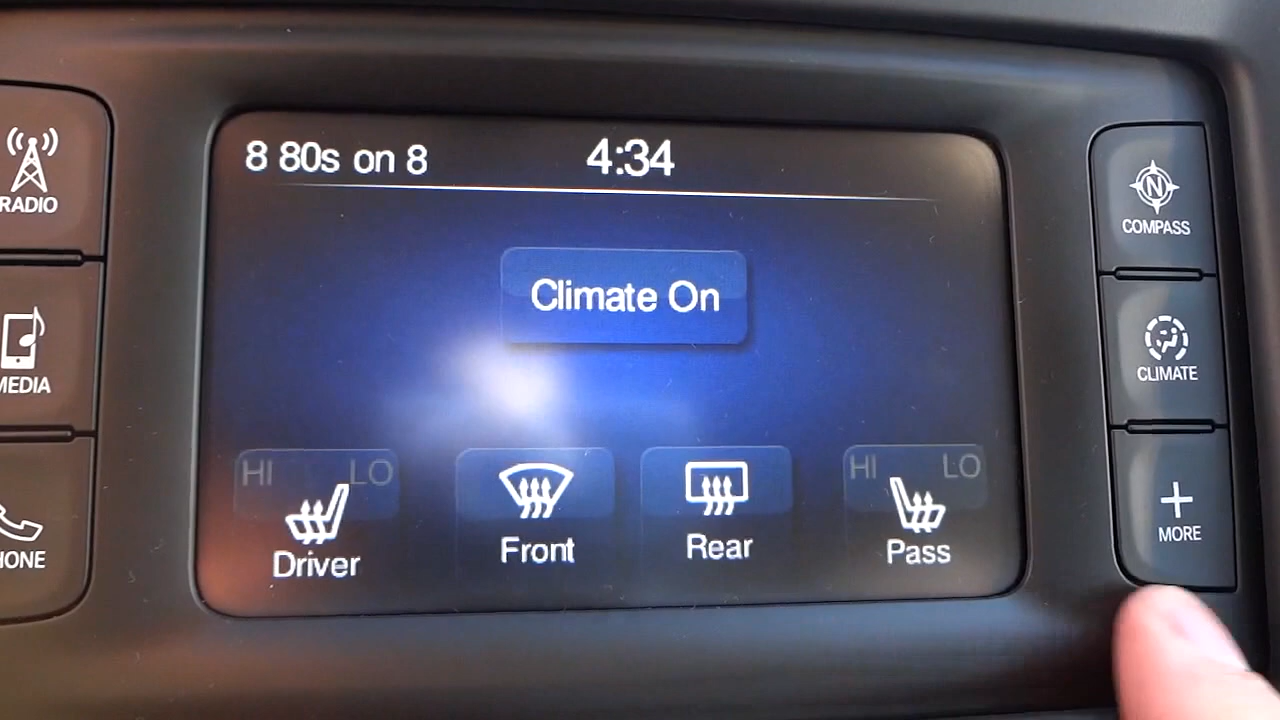 8 80s on 8
4:34
RADIO
MEDIA
HONE
Climate On
HI LO
Driver
Front
Rear
HI LO
Pass
N
COMPASS
CLIMATE
+
MORE